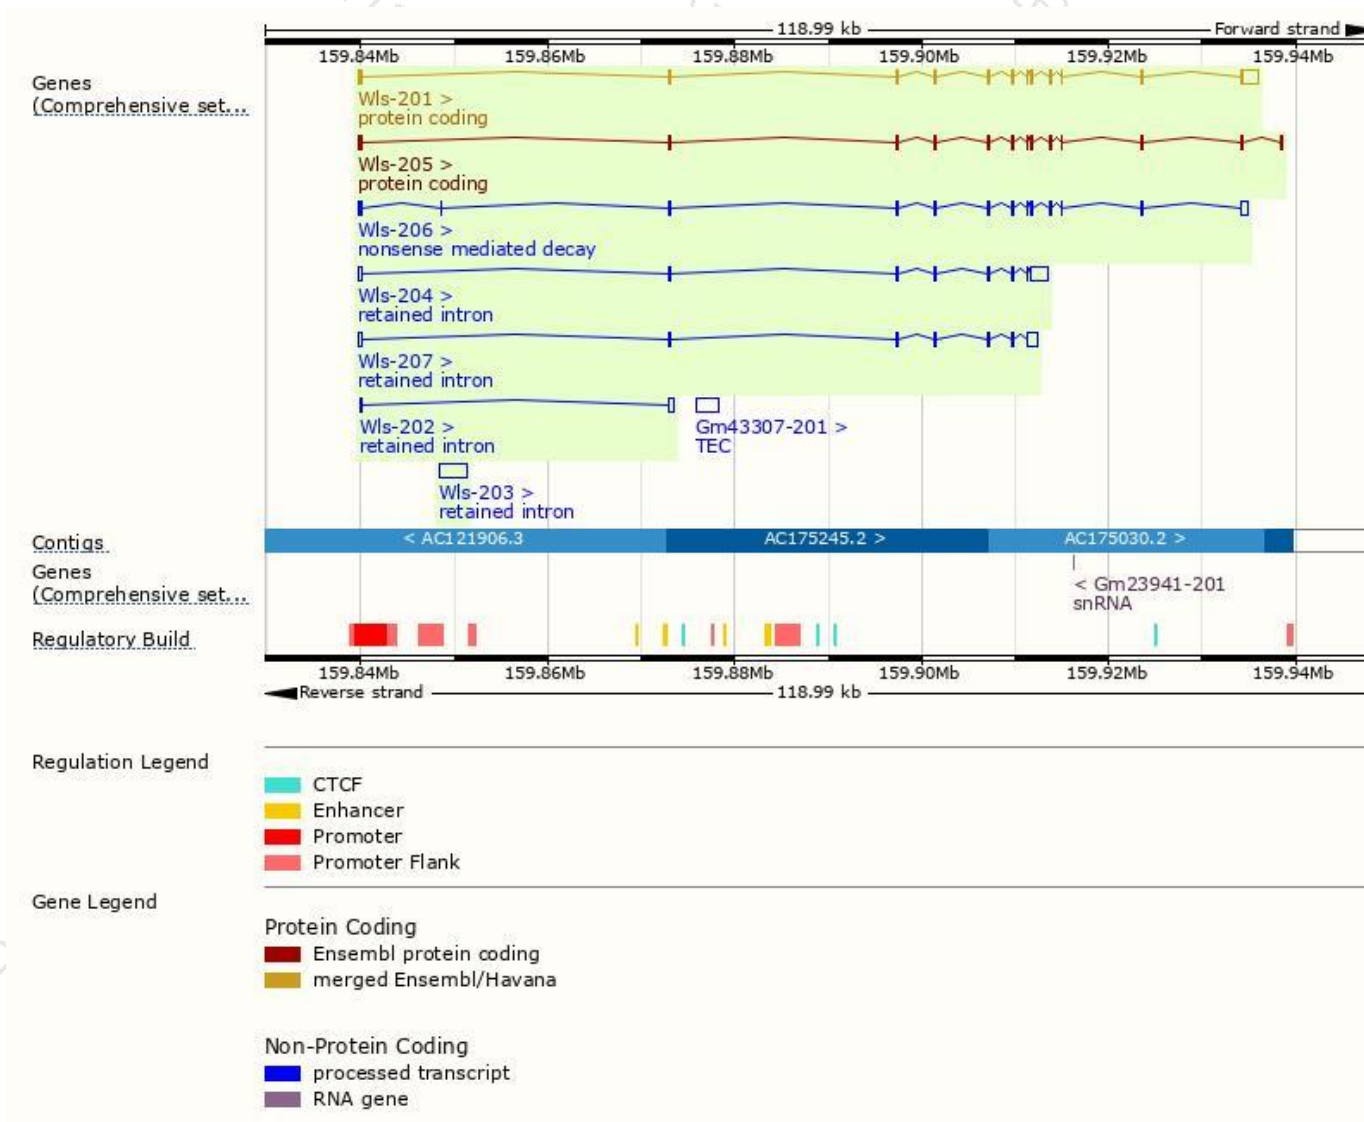 118.99 kb
Forward strand
159.84Mb 159.86Mb 159.88Mb 159.90Mb 159.92Mb 159.94Mb
Genes
(Comprehensive set...
Wls-201 >
protein coding
Wls-205 >
protein coding
Wls-206 >
nonsense mediated decay
Wls-204 >
retained intron
Wls-207 >
retained intron
Wls-202 >
retained intron
Gm43307-201 >
TEC
Wls-203 >
retained intron
Contigs
< AC121906.3
AC175245.2 >
AC175030.2 >
Genes
(Comprehensive set...
< Gm23941-201
snRNA
Regulatory Build
159.84Mb 159.86Mb 159.88Mb 159.90Mb 159.92Mb 159.94Mb
Reverse strand
118.99 kb
Regulation Legend
CTCF
Enhancer
Promoter
Promoter Flank
Gene Legend
Protein Coding
Ensembl protein coding
merged Ensembl/Havana
Non-Protein Coding
processed transcript
RNA gene